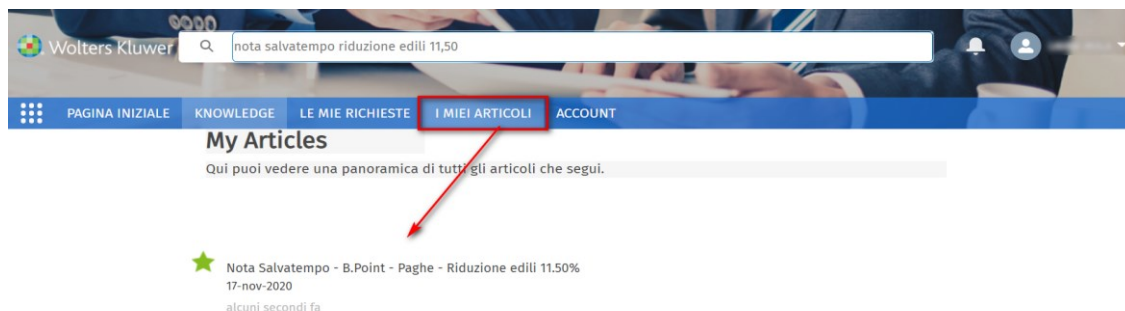 Wolters Kluwer
nota salvatempo riduzione edili 11,50
PAGINA INIZIALE KNOWLEDGE LE MIE RICHIESTE I MIEI ARTICOLI ACCOUNT
My Articles
Qui puoi vedere una panoramica di tutti gli articoli che segui.
Nota Salvatempo - B.Point - Paghe - Riduzione edili 11.50%
17-nov-2020
alcuni secondi fa